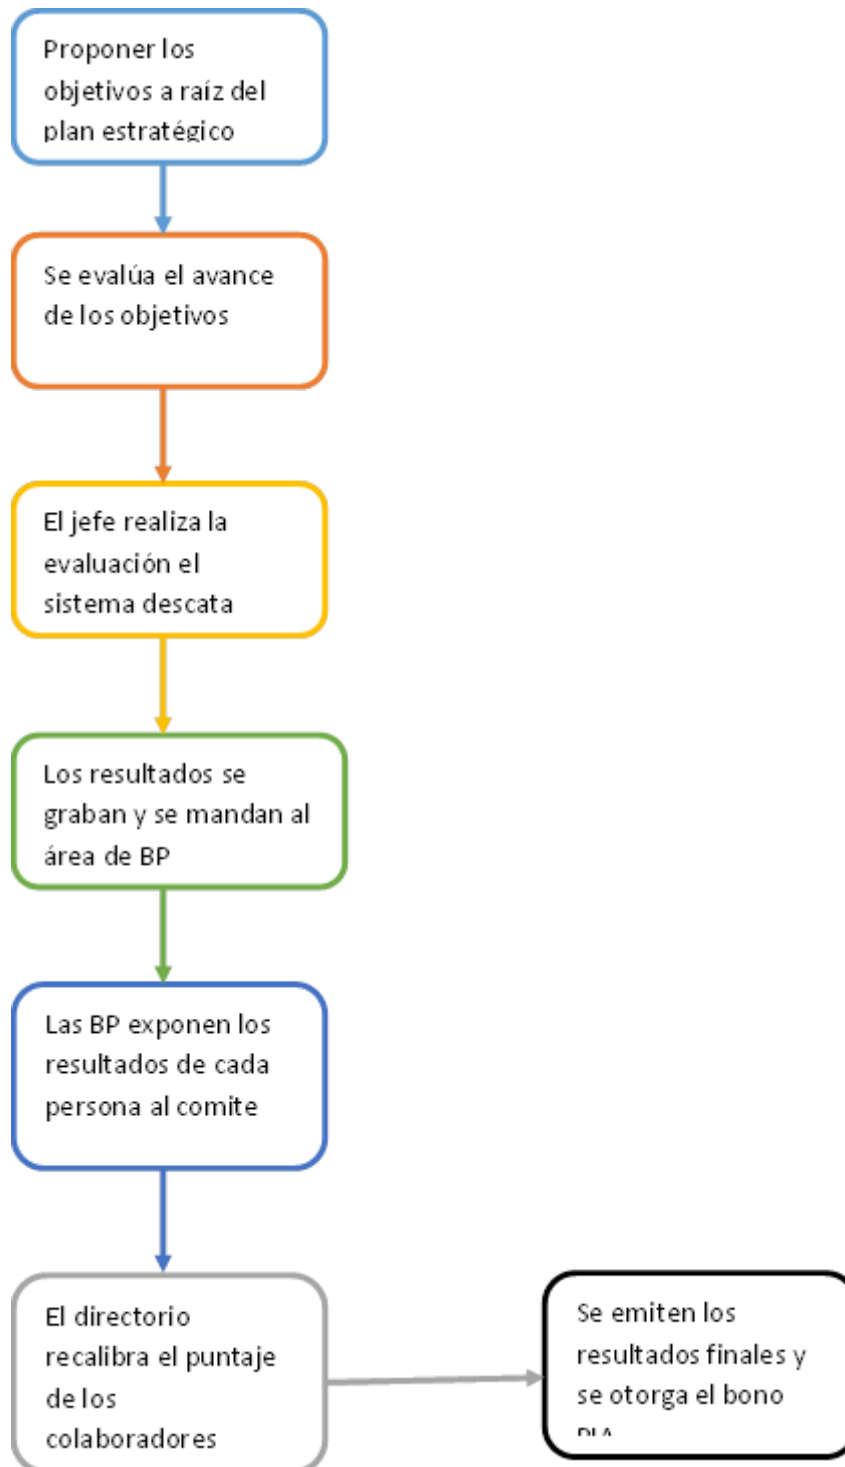 Proponer los
objetivos a raíz del
plan estratégico
Se evalúa el avance
de los objetivos
El jefe realiza la
evaluación el
sistema descata
Los resultados se
graban y se mandan al
área de BP
Las BP exponen los
resultados de cada
persona al comite
El directorio
recalibra el puntaje
de los
colaboradores
Se emiten los
resultados finales y
se otorga el bono